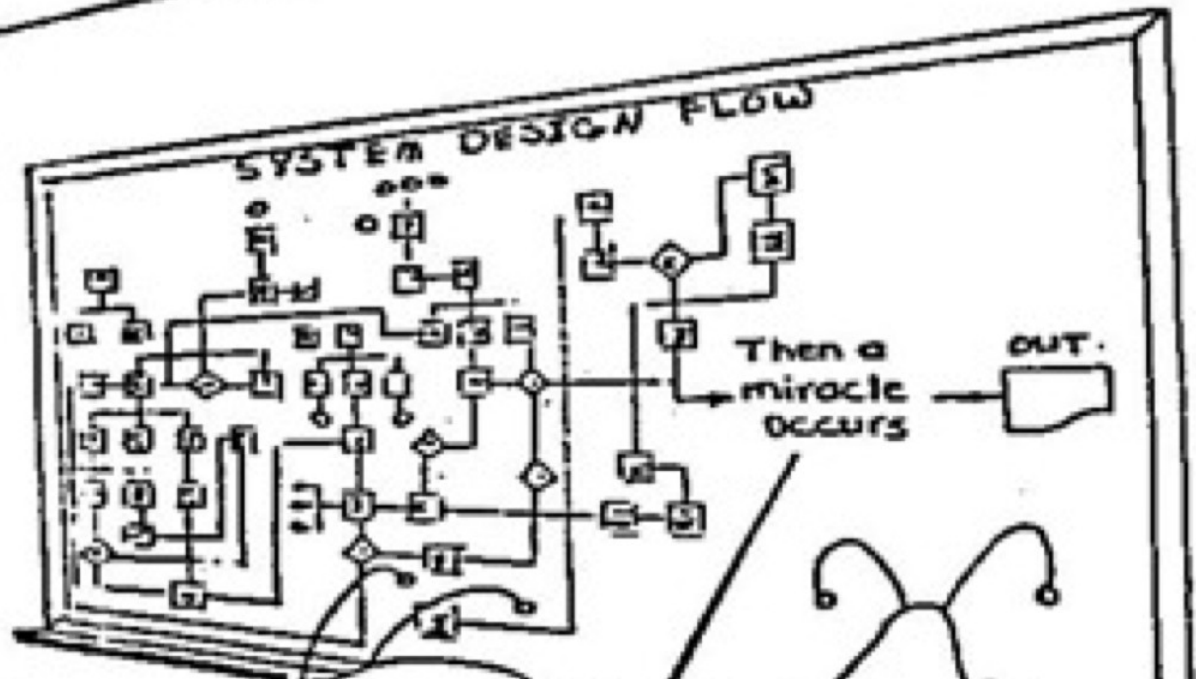 SYSTEM DESIGN FLOW
Then a
miracle
occurs
OUT.